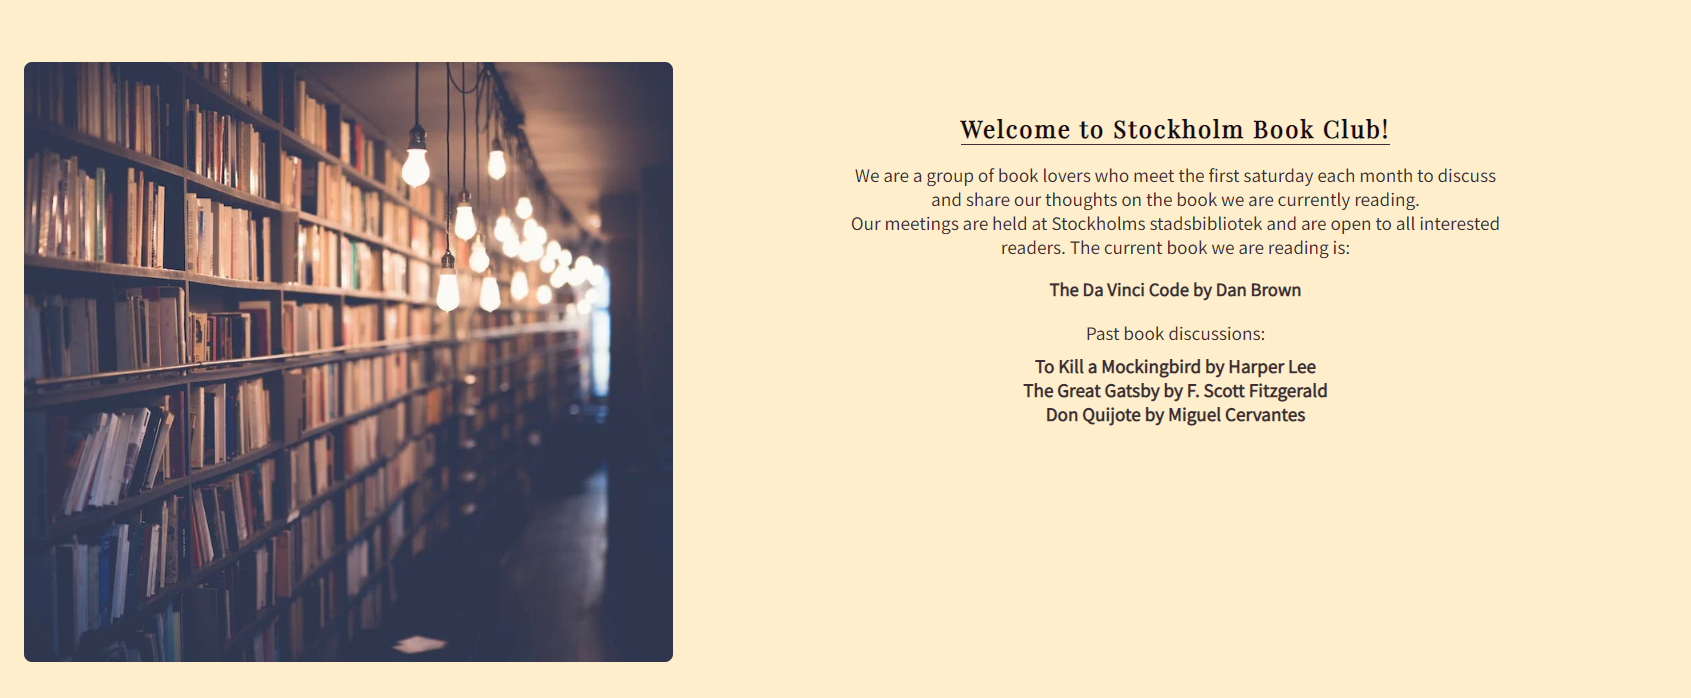 Welcome to Stockholm Book Club!
We are a group of book lovers who meet the first saturday each month to discuss
and share our thoughts on the book we are currently reading.
Our meetings are held at Stockholms stadsbibliotek and are open to all interested
readers. The current book we are reading is:
The Da Vinci Code by Dan Brown
Past book discussions:
To Kill a Mockingbird by Harper Lee
The Great Gatsby by F. Scott Fitzgerald
Don Quijote by Miguel Cervantes